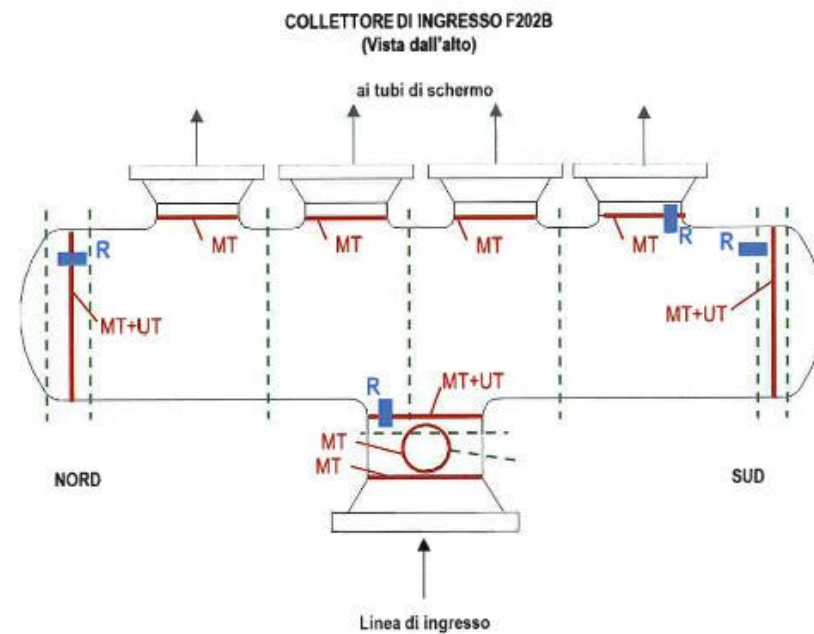 COLLETTORE DI INGRESSO F202B
(Vista dall'alto)
ai tubi di schermo
MT
MT
MT
MT
R
R
R
MT+UT
MT+UT
R
MT+UT
MT
MT
NORD
SUD
Linea di ingresso